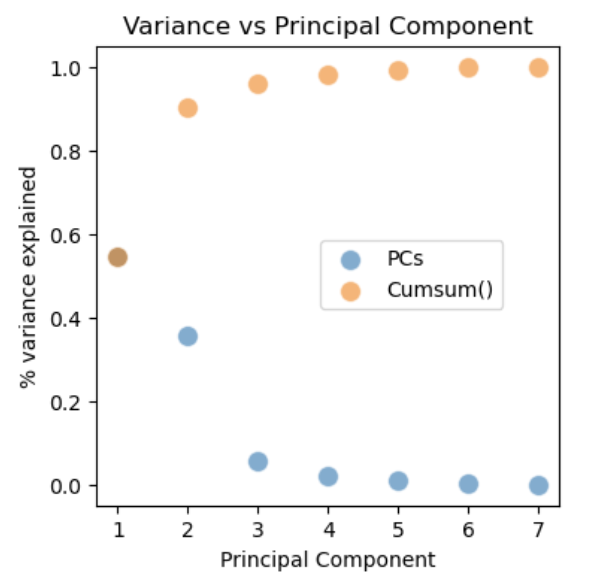 Variance vs Principal Component
% variance explained
1.0
0.8
0.6
0.4
0.2
0.0
PCs
Cumsum()
1 2 3 4 5 6 7
Principal Component